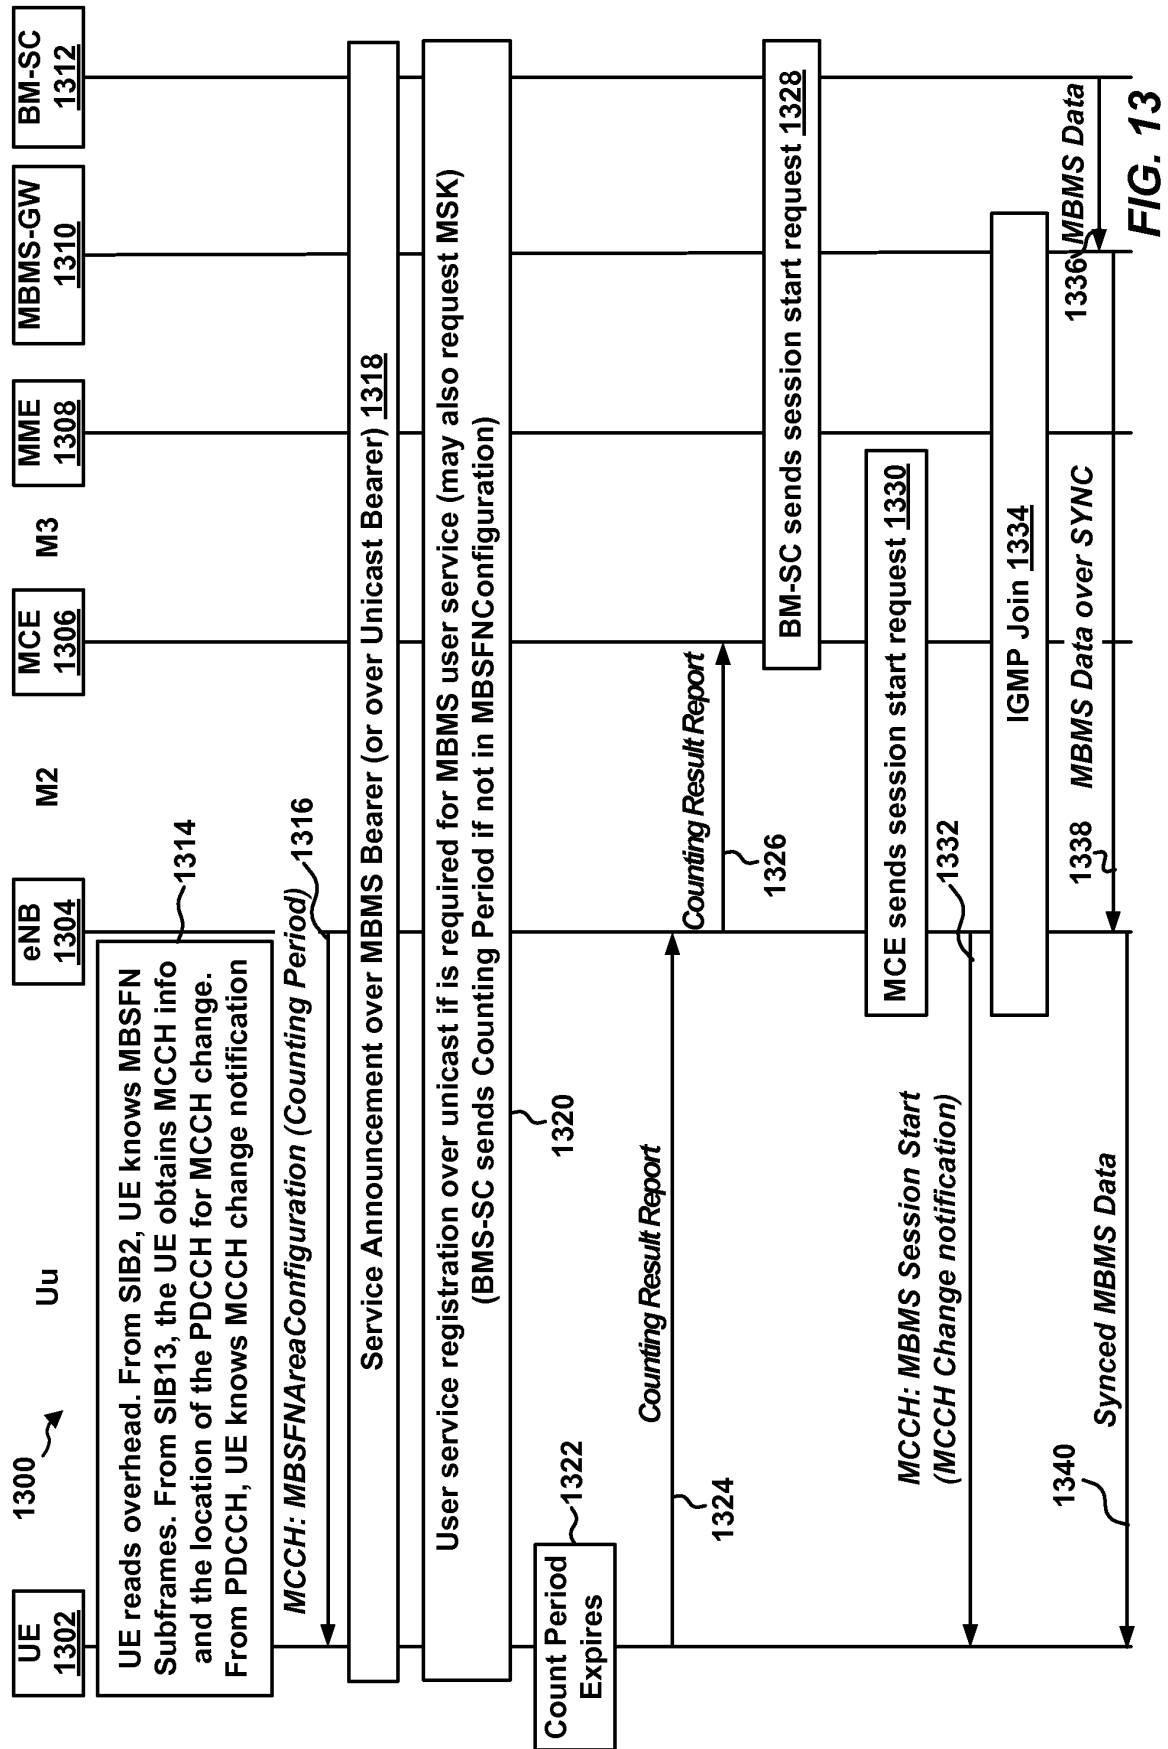 1300
UE
1302
Uu
eNB
1304
M2
MCE
1306
M3
MME
1308
MBMS-GW
1310
BM-SC
1312
UE reads overhead. From SIB2, UE knows MBSFN
Subframes. From SIB13, the UE obtains MCCH info
and the location of the PDCCH for MCCH change.
From PDCCH, UE knows MCCH change notification
1314
MCCH: MBSFNAreaConfiguration (Counting Period)
1316
Service Announcement over MBMS Bearer (or over Unicast Bearer) 1318
User service registration over unicast if is required for MBMS user service (may also request MSK)
(BMS-SC sends Counting Period if not in MBSFNConfiguration)
1320
Count Period
Expires
1322
Counting Result Report
1324
Counting Result Report
1326
BM-SC sends session start request 1328
MCE sends session start request 1330
MCCH: MBMS Session Start
(MCCH Change notification)
1332
IGMP Join 1334
MBMS Data
1336
MBMS Data over SYNC
1338
Synced MBMS Data
1340
FIG. 13